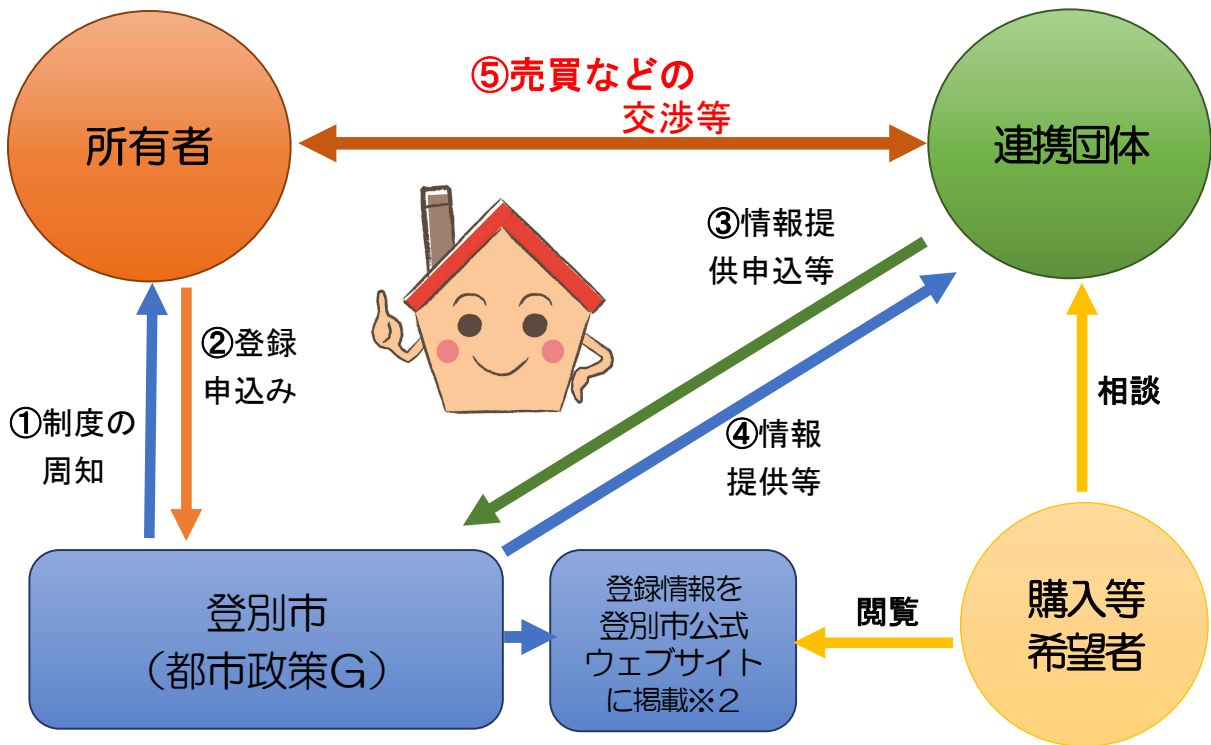 ⑤売買などの
交渉等
所有者
連携団体
③情報提
供申込等
②登録
申込み
①制度の
周知
④情報
提供等
相談
登別市
（都市政策G）
登録情報を
登別市公式
ウェブサイト
に掲載※2
閲覧
購入等
希望者